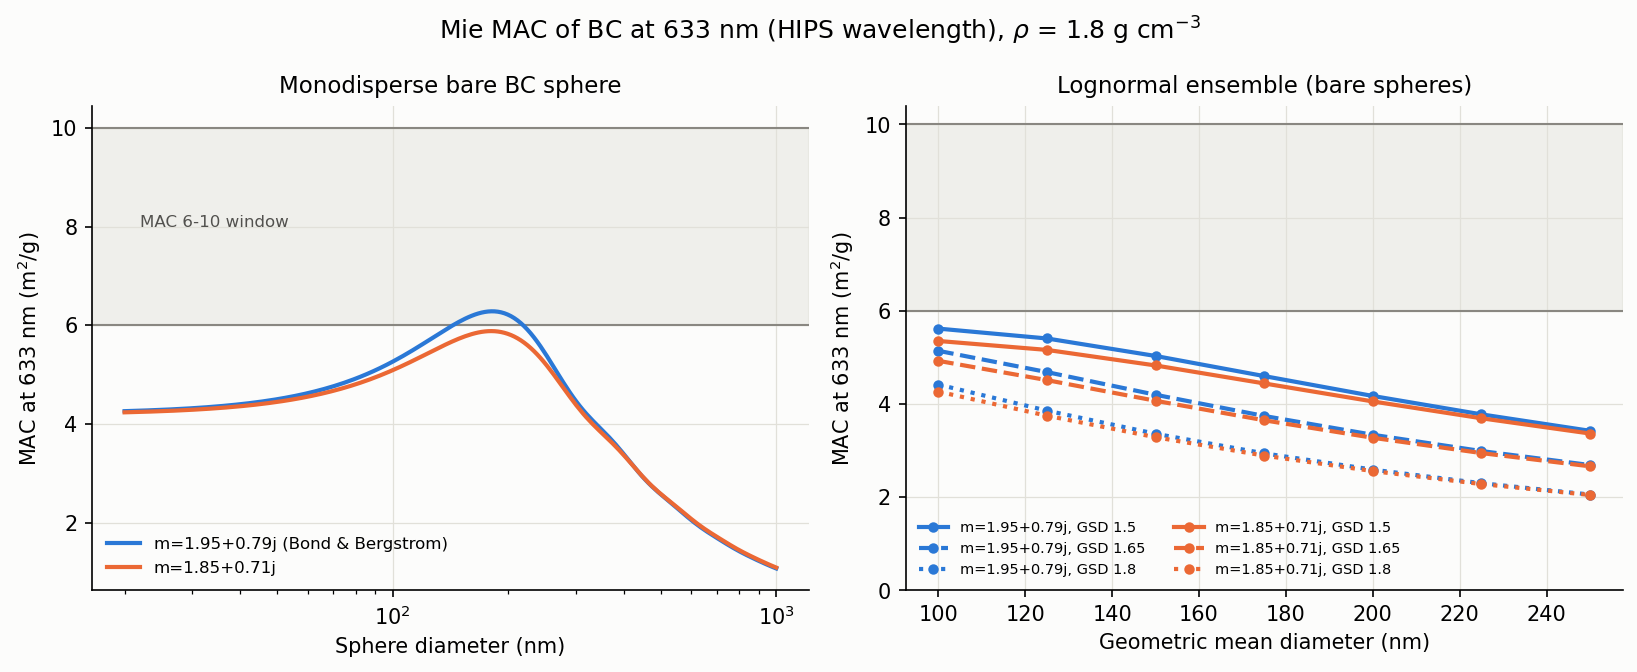 Mie MAC of BC at 633 nm (HIPS wavelength), ρ = 1.8 g cm⁻³
Monodisperse bare BC sphere
MAC at 633 nm (m²/g)
10
8
6
4
2
MAC 6-10 window
m=1.95+0.79j (Bond & Bergstrom)
m=1.85+0.71j
10²
10³
Sphere diameter (nm)
Lognormal ensemble (bare spheres)
MAC at 633 nm (m²/g)
10
8
6
4
2
0
m=1.95+0.79j, GSD 1.5
m=1.95+0.79j, GSD 1.65
m=1.95+0.79j, GSD 1.8
m=1.85+0.71j, GSD 1.5
m=1.85+0.71j, GSD 1.65
m=1.85+0.71j, GSD 1.8
100 120 140 160 180 200 220 240
Geometric mean diameter (nm)